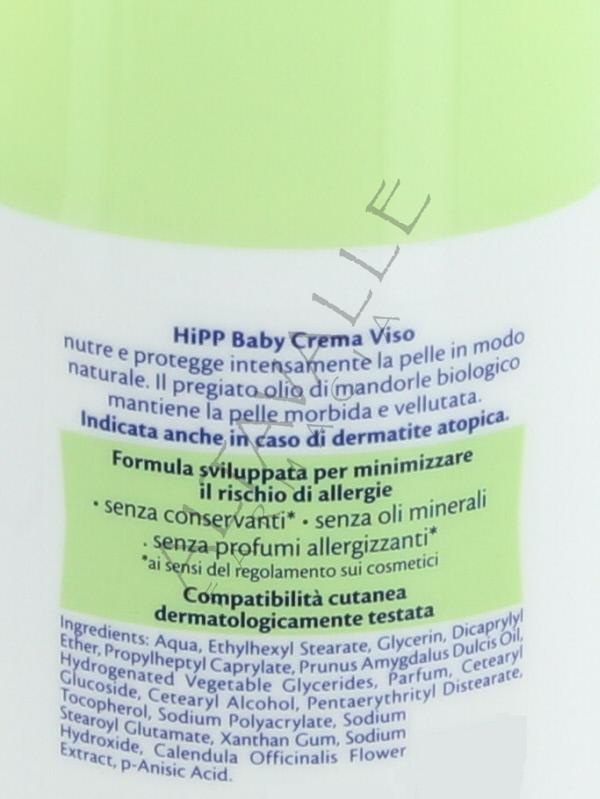 HiPP Baby Crema Viso
nutre e protegge intensamente la pelle in modo
naturale. Il pregiato olio di mandorle biologico
mantiene la pelle morbida e vellutata.
Indicata anche in caso di dermatite atopica.
Formula sviluppata per minimizzare
il rischio di allergie
· senza conservanti* · senza oli minerali
· senza profumi allergizzanti*
*ai sensi del regolamento sui cosmetici
Compatibilità cutanea
dermatologicamente testata
Ingredients: Aqua, Ethylhexyl Stearate, Glycerin, Dicaprylyl
Ether, Propylheptyl Caprylate, Prunus Amygdalus Dulcis Oil,
Hydrogenated Vegetable Glycerides, Parfum, Cetearyl
Glucoside, Cetearyl Alcohol, Pentaerythrityl Distearate,
Tocopherol, Sodium Polyacrylate, Sodium
Stearoyl Glutamate, Xanthan Gum, Sodium
Hydroxide, Calendula Officinalis Flower
Extract, p-Anisic Acid.
ALTAVALLE
FARMACIA